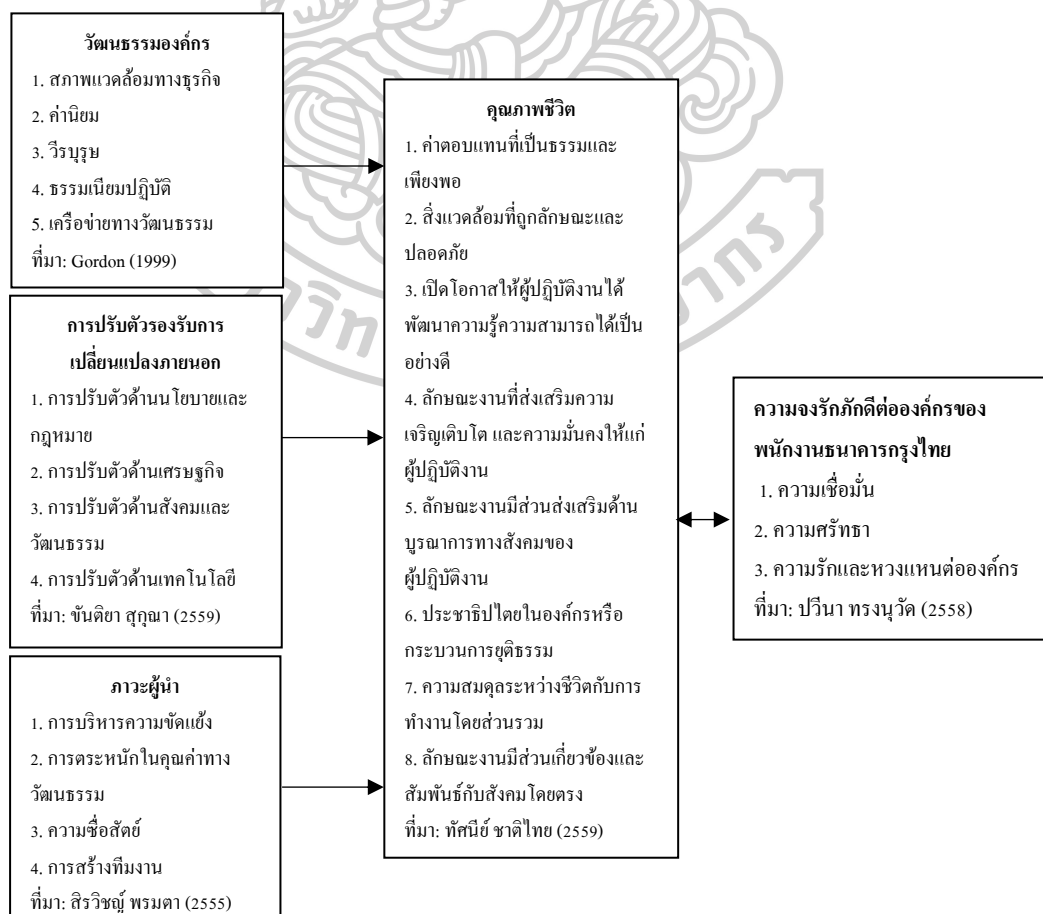 วัฒนธรรมองค์กร
1. สภาพแวดล้อมทางธุรกิจ
2. ค่านิยม
3. วีรบุรุษ
4. ธรรมเนียมปฏิบัติ
5. เครือข่ายทางวัฒนธรรม
ที่มา: Gordon (1999)
การปรับตัวรองรับการ
เปลี่ยนแปลงภายนอก
1. การปรับตัวด้านนโยบายและ
กฎหมาย
2. การปรับตัวด้านเศรษฐกิจ
3. การปรับตัวด้านสังคมและ
วัฒนธรรม
4. การปรับตัวด้านเทคโนโลยี
ที่มา: ขันติยา สุกุณา (2559)
ภาวะผู้นำ
1. การบริหารความขัดแย้ง
2. การตระหนักในคุณค่าทาง
วัฒนธรรม
3. ความซื่อสัตย์
4. การสร้างทีมงาน
ที่มา: สิรวิชญ์ พรมตา (2555)
คุณภาพชีวิต
1. ค่าตอบแทนที่เป็นธรรมและ
เพียงพอ
2. สิ่งแวดล้อมที่ถูกลักษณะและ
ปลอดภัย
3. เปิดโอกาสให้ผู้ปฏิบัติงานได้
พัฒนาความรู้ความสามารถได้เป็น
อย่างดี
4. ลักษณะงานที่ส่งเสริมความ
เจริญเติบโต และความมั่นคงให้แก่
ผู้ปฏิบัติงาน
5. ลักษณะงานมีส่วนส่งเสริมด้าน
บูรณาการทางสังคมของ
ผู้ปฏิบัติงาน
6. ประชาธิปไตยในองค์กรหรือ
กระบวนการยุติธรรม
7. ความสมดุลระหว่างชีวิตกับการ
ทำงานโดยส่วนรวม
8. ลักษณะงานมีส่วนเกี่ยวข้องและ
สัมพันธ์กับสังคมโดยตรง
ที่มา: ทัศนีย์ ชาติไทย (2559)
ความจงรักภักดีต่อองค์กรของ
พนักงานธนาคารกรุงไทย
1. ความเชื่อมั่น
2. ความศรัทธา
3. ความรักและหวงแหนต่อองค์กร
ที่มา: ปวีนา ทรงนุวัด (2558)